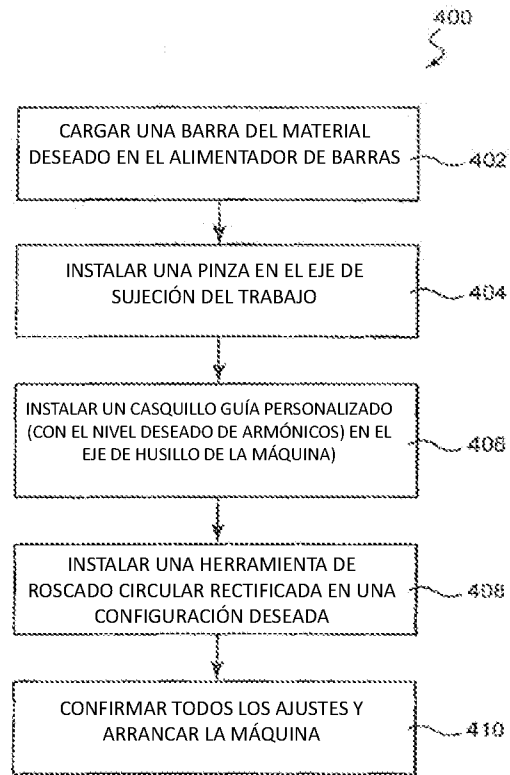 400
CARGAR UNA BARRA DEL MATERIAL
DESEADO EN EL ALIMENTADOR DE BARRAS
402
INSTALAR UNA PINZA EN EL EJE DE
SUJECIÓN DEL TRABAJO
404
INSTALAR UN CASQUILLO GUÍA PERSONALIZADO
(CON EL NIVEL DESEADO DE ARMÓNICOS) EN EL
EJE DE HUSILLO DE LA MÁQUINA)
406
INSTALAR UNA HERRAMIENTA DE
ROSCADO CIRCULAR RECTIFICADA EN UNA
CONFIGURACIÓN DESEADA
408
CONFIRMAR TODOS LOS AJUSTES Y
ARRANCAR LA MÁQUINA
410